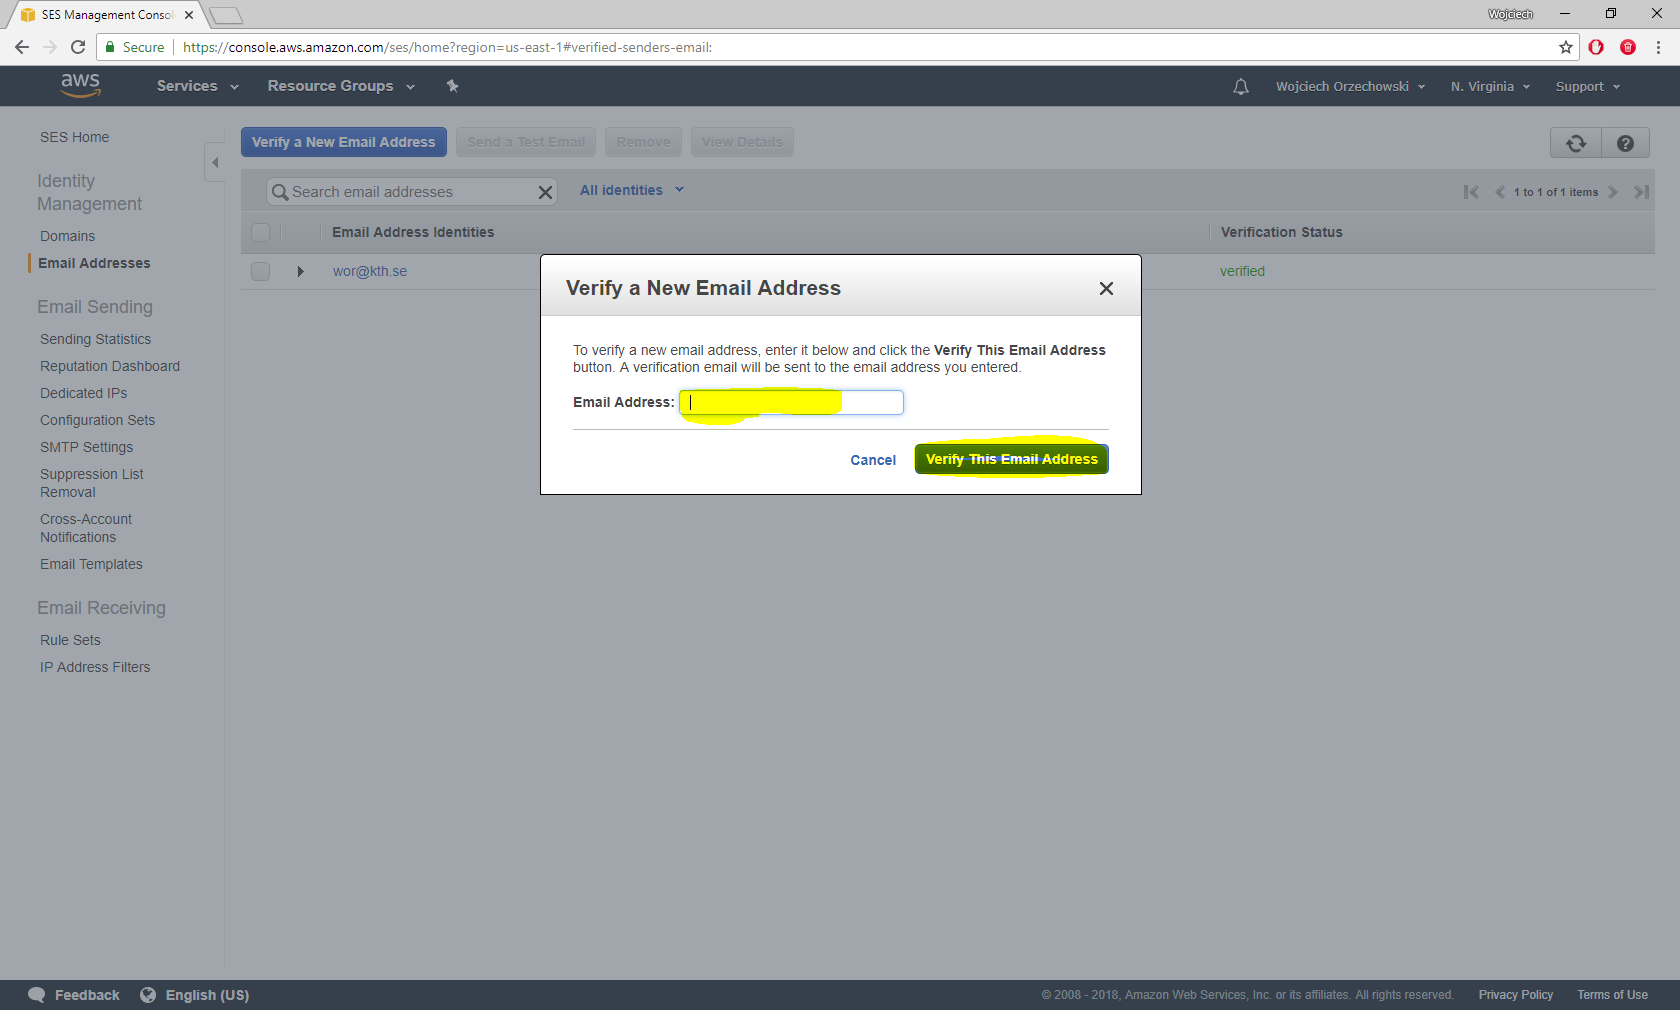 SES Management Conso
Wojciech
Secure
https://console.aws.amazon.com/ses/home?region=us-east-1#verified-senders-email:
aws
Services
Resource Groups
Wojciech Orzechowski
N. Virginia
Support
SES Home
Identity
Management
Domains
Email Addresses
Email Sending
Sending Statistics
Reputation Dashboard
Dedicated IPs
Configuration Sets
SMTP Settings
Suppression List
Removal
Cross-Account
Notifications
Email Templates
Email Receiving
Rule Sets
IP Address Filters
Verify a New Email Address
Send a Test Email
Remove
View Details
Search email addresses
All identities
1 to 1 of 1 items
Email Address Identities
Verification Status
wor@kth.se
verified
Verify a New Email Address
To verify a new email address, enter it below and click the Verify This Email Address
button. A verification email will be sent to the email address you entered.
Email Address:
Cancel
Verify This Email Address
Feedback
English (US)
© 2008 - 2018, Amazon Web Services, Inc. or its affiliates. All rights reserved.
Privacy Policy
Terms of Use